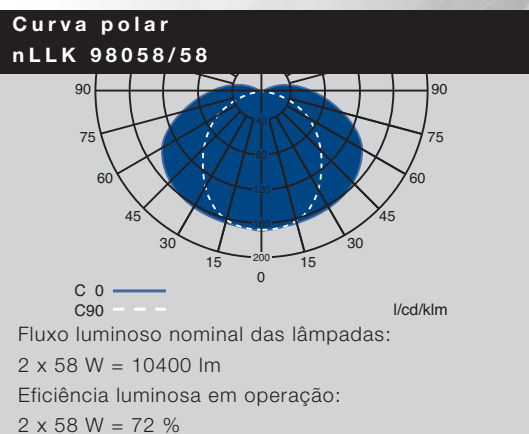 Curva polar
nLLK 98058/58
90 90
40
75 75
80
60 60
120
45 45
160
30 30
15 200 15
0
C 0
C90 I/cd/klm
Fluxo luminoso nominal das lâmpadas:
2 x 58 W = 10400 lm
Eficiência luminosa em operação:
2 x 58 W = 72 %